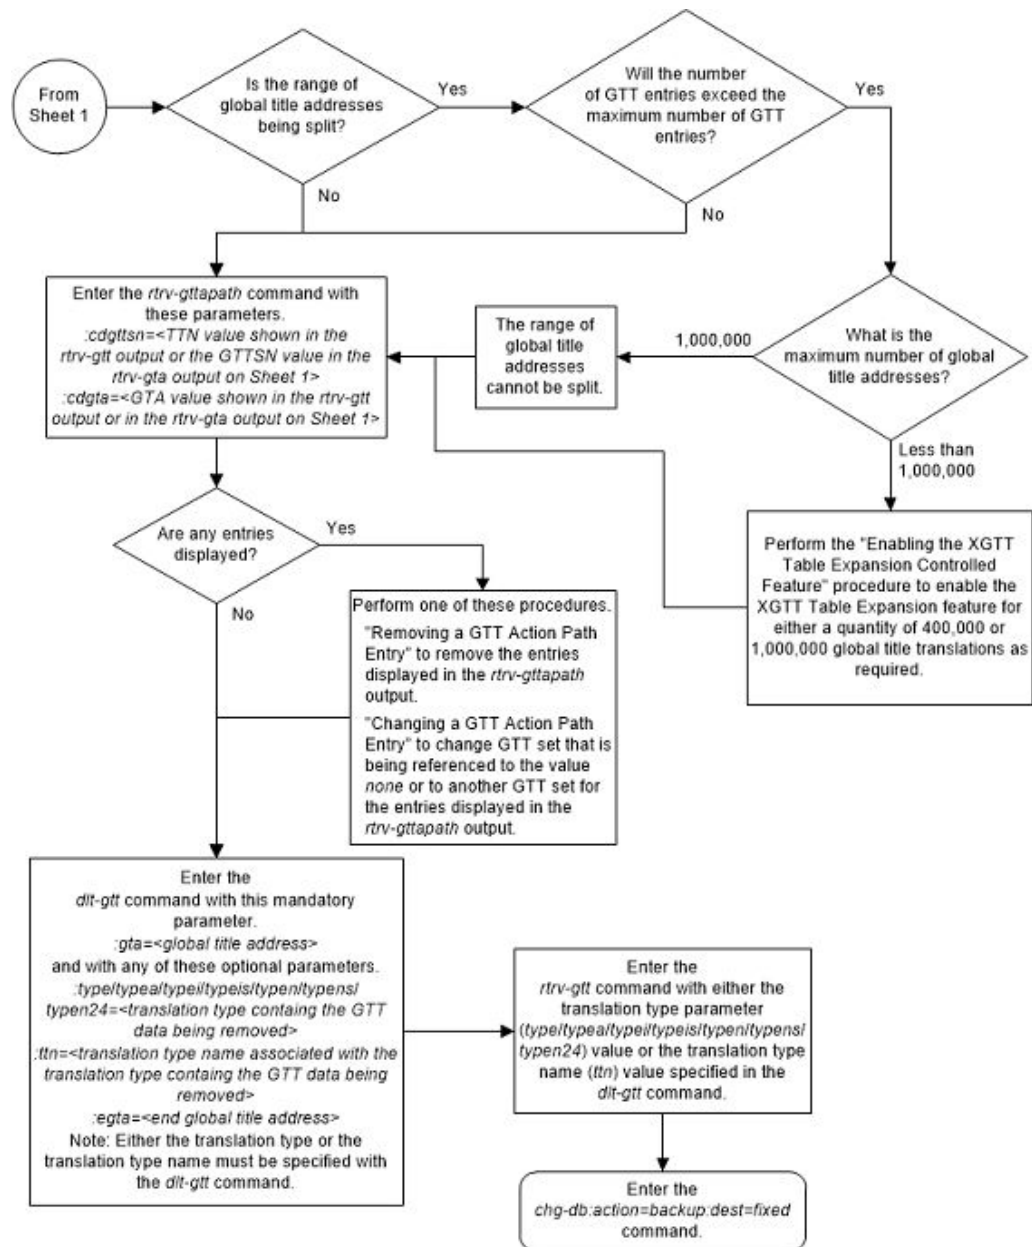 From
Sheet 1
Is the range of
global title addresses
being split?
Yes
Will the number
of GTT entries exceed the
maximum number of GTT
entries?
Yes
No
No
Enter the rtrv-gttapath command with
these parameters.
:cdgttsn=<TTN value shown in the
rtrv-gtt output or the GTTSN value in the
rtrv-gta output on Sheet 1>
:cdgta=<GTA value shown in the rtrv-gtt
output or in the rtrv-gta output on Sheet 1>
The range of
global title
addresses
cannot be split.
1,000,000
What is the
maximum number of global
title addresses?
Less than
1,000,000
Are any entries
displayed?
Yes
No
Perform the "Enabling the XGTT
Table Expansion Controlled
Feature" procedure to enable the
XGTT Table Expansion feature for
either a quantity of 400,000 or
1,000,000 global title translations as
required.
Perform one of these procedures.
"Removing a GTT Action Path
Entry" to remove the entries
displayed in the rtrv-gttapath
output.
"Changing a GTT Action Path
Entry" to change GTT set that is
being referenced to the value
none or to another GTT set for
the entries displayed in the
rtrv-gttapath output.
Enter the
dlt-gtt command with this mandatory
parameter.
:gta=<global title address>
and with any of these optional parameters.
:type/typea/typei/typeis/typen/typens/
typen24=<translation type containg the GTT
data being removed>
:ttn=<translation type name associated with the
translation type containg the GTT data being
removed>
:egta=<end global title address>
Note: Either the translation type or the
translation type name must be specified with
the dlt-gtt command.
Enter the
rtrv-gtt command with either the
translation type parameter
(type/typea/typei/typeis/typen/typens/
typen24) value or the translation type
name (ttn) value specified in the
dlt-gtt command.
Enter the
chg-db:action=backup:dest=fixed
command.